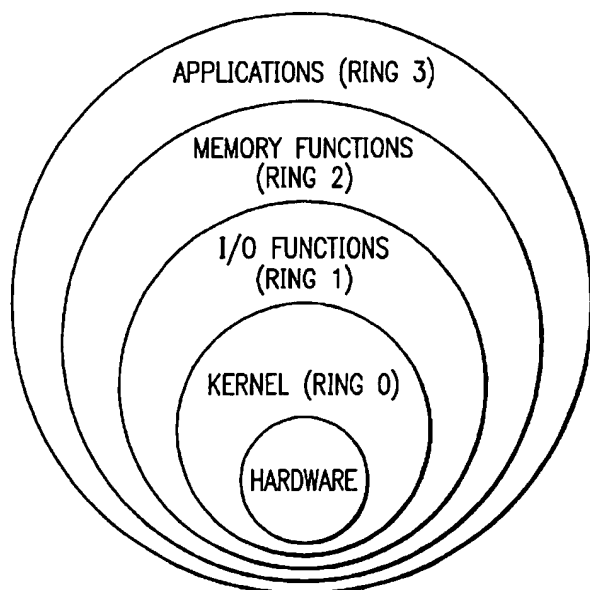 APPLICATIONS (RING 3)
MEMORY FUNCTIONS
(RING 2)
I/O FUNCTIONS
(RING 1)
KERNEL (RING 0)
HARDWARE